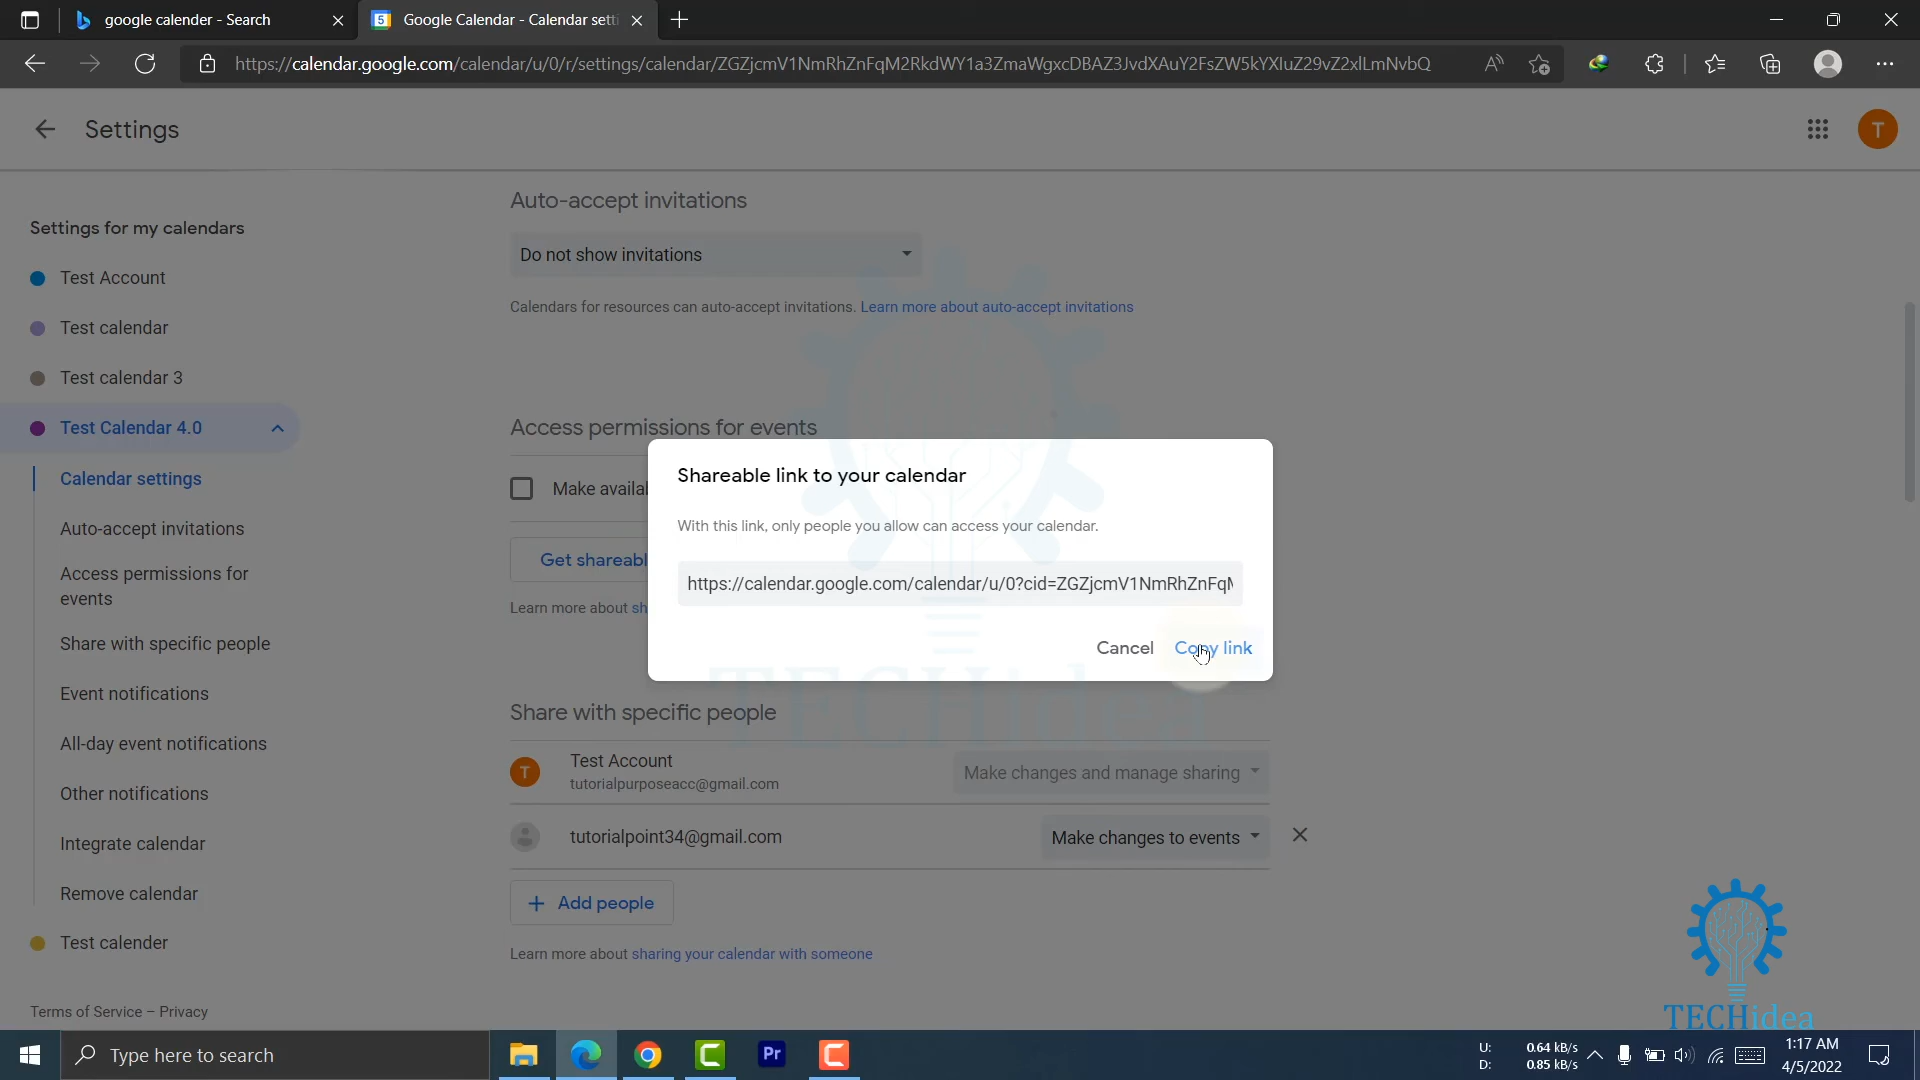 google calender - Search
Google Calendar - Calendar sett
https://calendar.google.com/calendar/u/0/r/settings/calendar/ZGZjcmV1NmRhZnFqM2RkdWY1a3ZmaWgxcDBAZ3JvdXAuY2FsZW5kYXIuZ29vZ2xlLmNvbQ
Settings
T
Settings for my calendars
Test Account
Test calendar
Test calendar 3
Test Calendar 4.0
Calendar settings
Auto-accept invitations
Access permissions for
events
Share with specific people
Event notifications
All-day event notifications
Other notifications
Integrate calendar
Remove calendar
Test calender
Terms of Service – Privacy
Auto-accept invitations
Do not show invitations
Calendars for resources can auto-accept invitations. Learn more about auto-accept invitations
Access permissions for events
Make availa
Get shareabl
Learn more about sh
Shareable link to your calendar
With this link, only people you allow can access your calendar.
https://calendar.google.com/calendar/u/0?cid=ZGZjcmV1NmRhZnFqM
Cancel Copy link
Share with specific people
T
Test Account
tutorialpurposeacc@gmail.com
Make changes and manage sharing
tutorialpoint34@gmail.com
Make changes to events
Add people
Learn more about sharing your calendar with someone
TECHidea
TECHidea
Type here to search
Pr
U: 0.64 kB/s
D: 0.85 kB/s
1:17 AM
4/5/2022